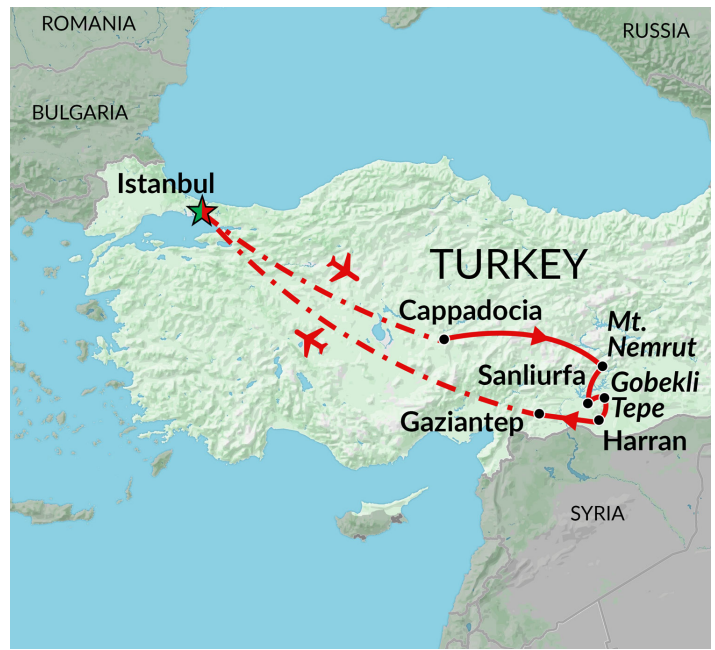 ROMANIA
RUSSIA
BULGARIA
Istanbul
TURKEY
Cappadocia
Mt.
Nemrut
Sanliurfa
Gobekli
Tepe
Gaziantep
Harran
SYRIA